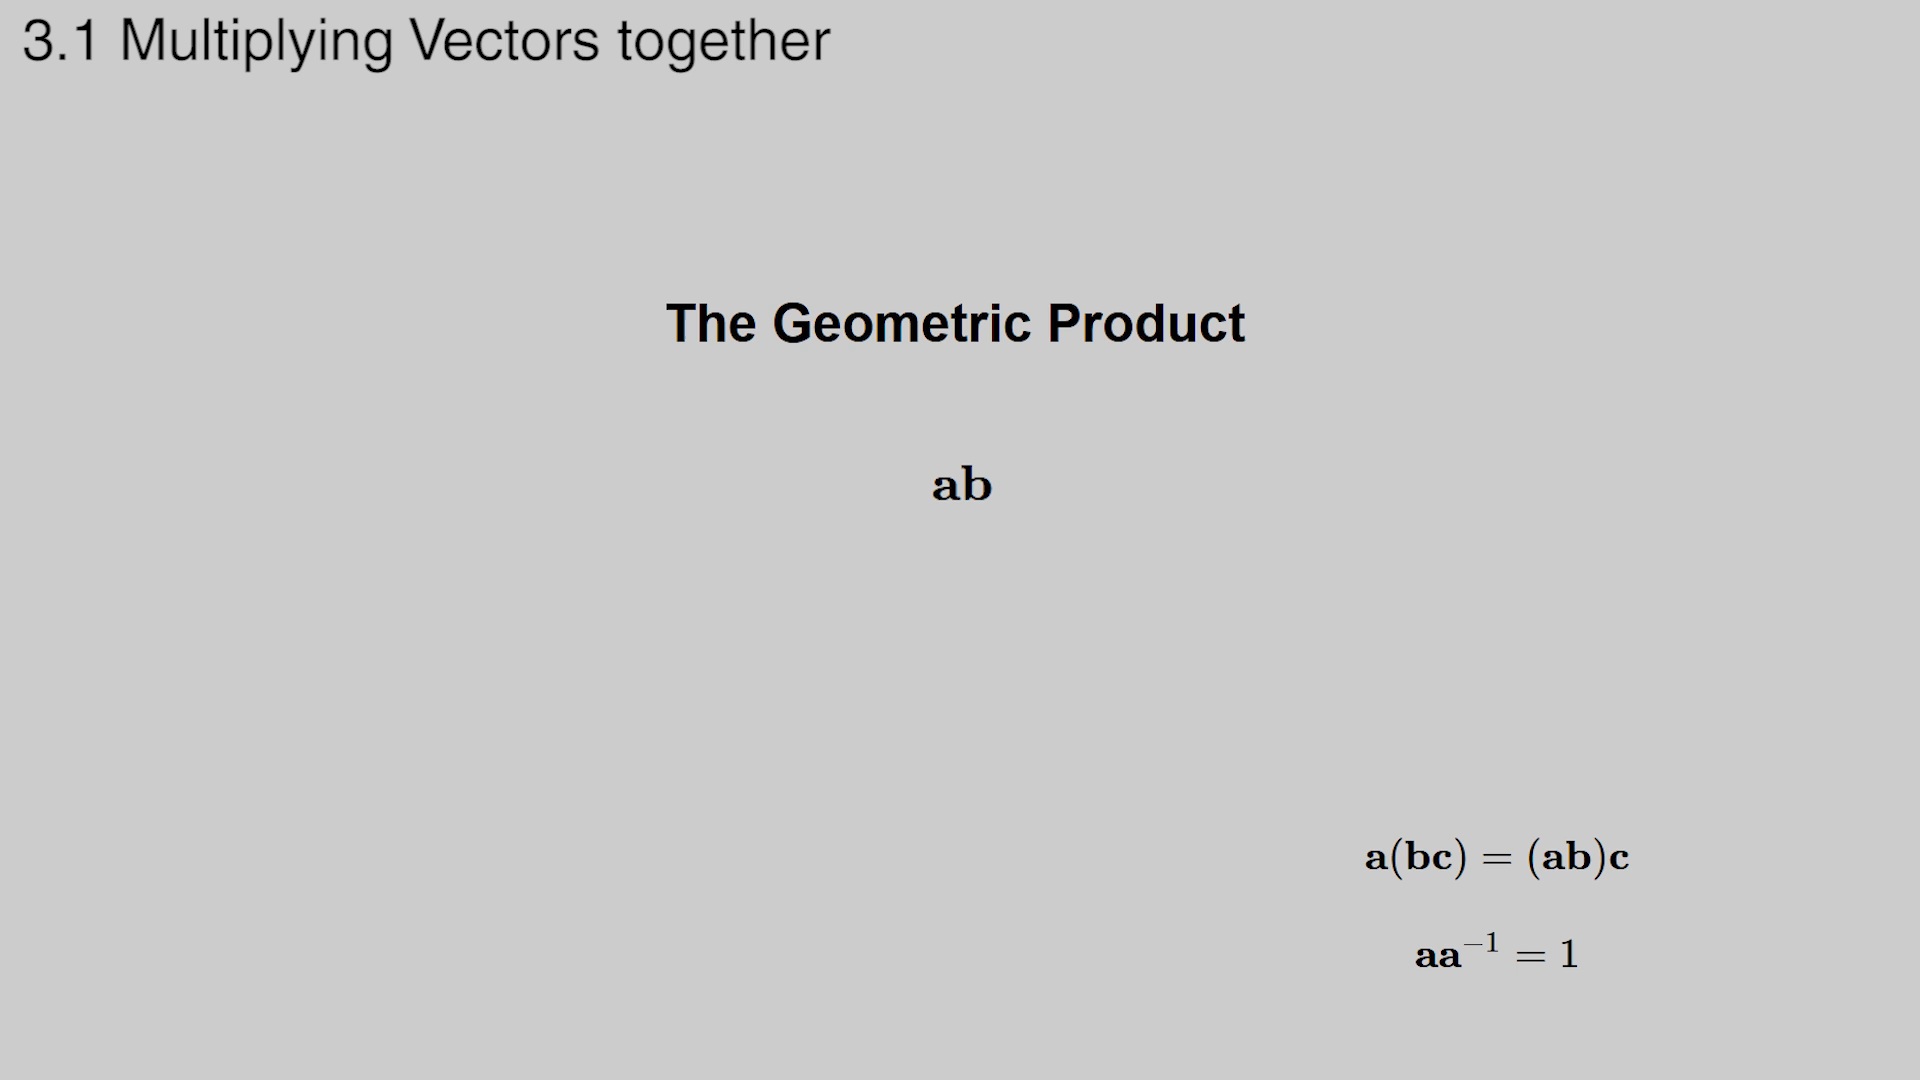 3.1 Multiplying Vectors together
The Geometric Product
ab
a(bc) = (ab)c
aa⁻¹ = 1